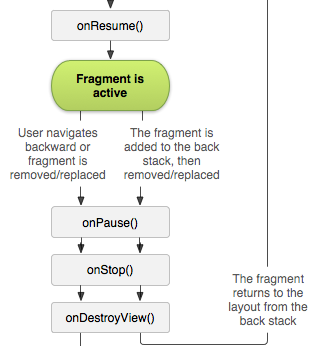 onResume()
Fragment is
active
User navigates
backward or
fragment is
removed/replaced
The fragment is
added to the back
stack, then
removed/replaced
onPause()
onStop()
onDestroyView()
The fragment
returns to the
layout from the
back stack